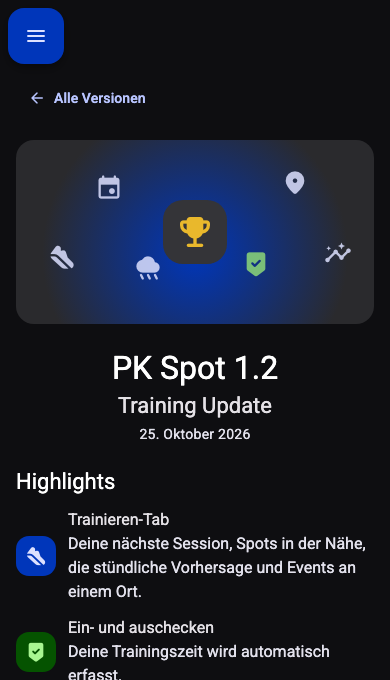 Alle Versionen
PK Spot 1.2
Training Update
25. Oktober 2026
Highlights
Trainieren-Tab
Deine nächste Session, Spots in der Nähe,
die stündliche Vorhersage und Events an
einem Ort.
Ein- und auschecken
Deine Trainingszeit wird automatisch
erfasst.